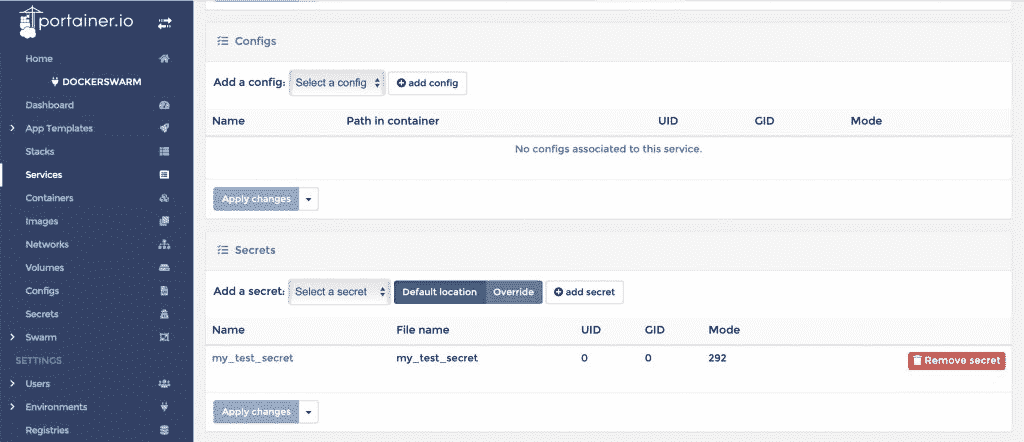 portainer.io
Home
DOCKERSWARM
Dashboard
App Templates
Stacks
Services
Containers
Images
Networks
Volumes
Configs
Secrets
Swarm
SETTINGS
Users
Environments
Registries
Configs
Add a config: Select a config add config
Name Path in container UID GID Mode
No configs associated to this service.
Apply changes
Secrets
Add a secret: Select a secret Default location Override add secret
Name File name UID GID Mode
my_test_secret my_test_secret 0 0 292 Remove secret
Apply changes